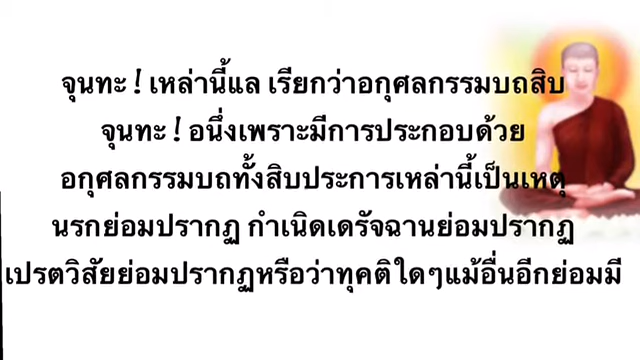 จุนทะ ! เหล่านี้แล เรียกว่าอกุศลกรรมบถสิบ
จุนทะ ! อนึ่งเพราะมีการประกอบด้วย
อกุศลกรรมบถทั้งสิบประการเหล่านี้เป็นเหตุ
นรกย่อมปรากฏ กำเนิดเดรัจฉานย่อมปรากฏ
เปรตวิสัยย่อมปรากฏหรือว่าทุคติใดๆแม้อื่นอีกย่อมมี